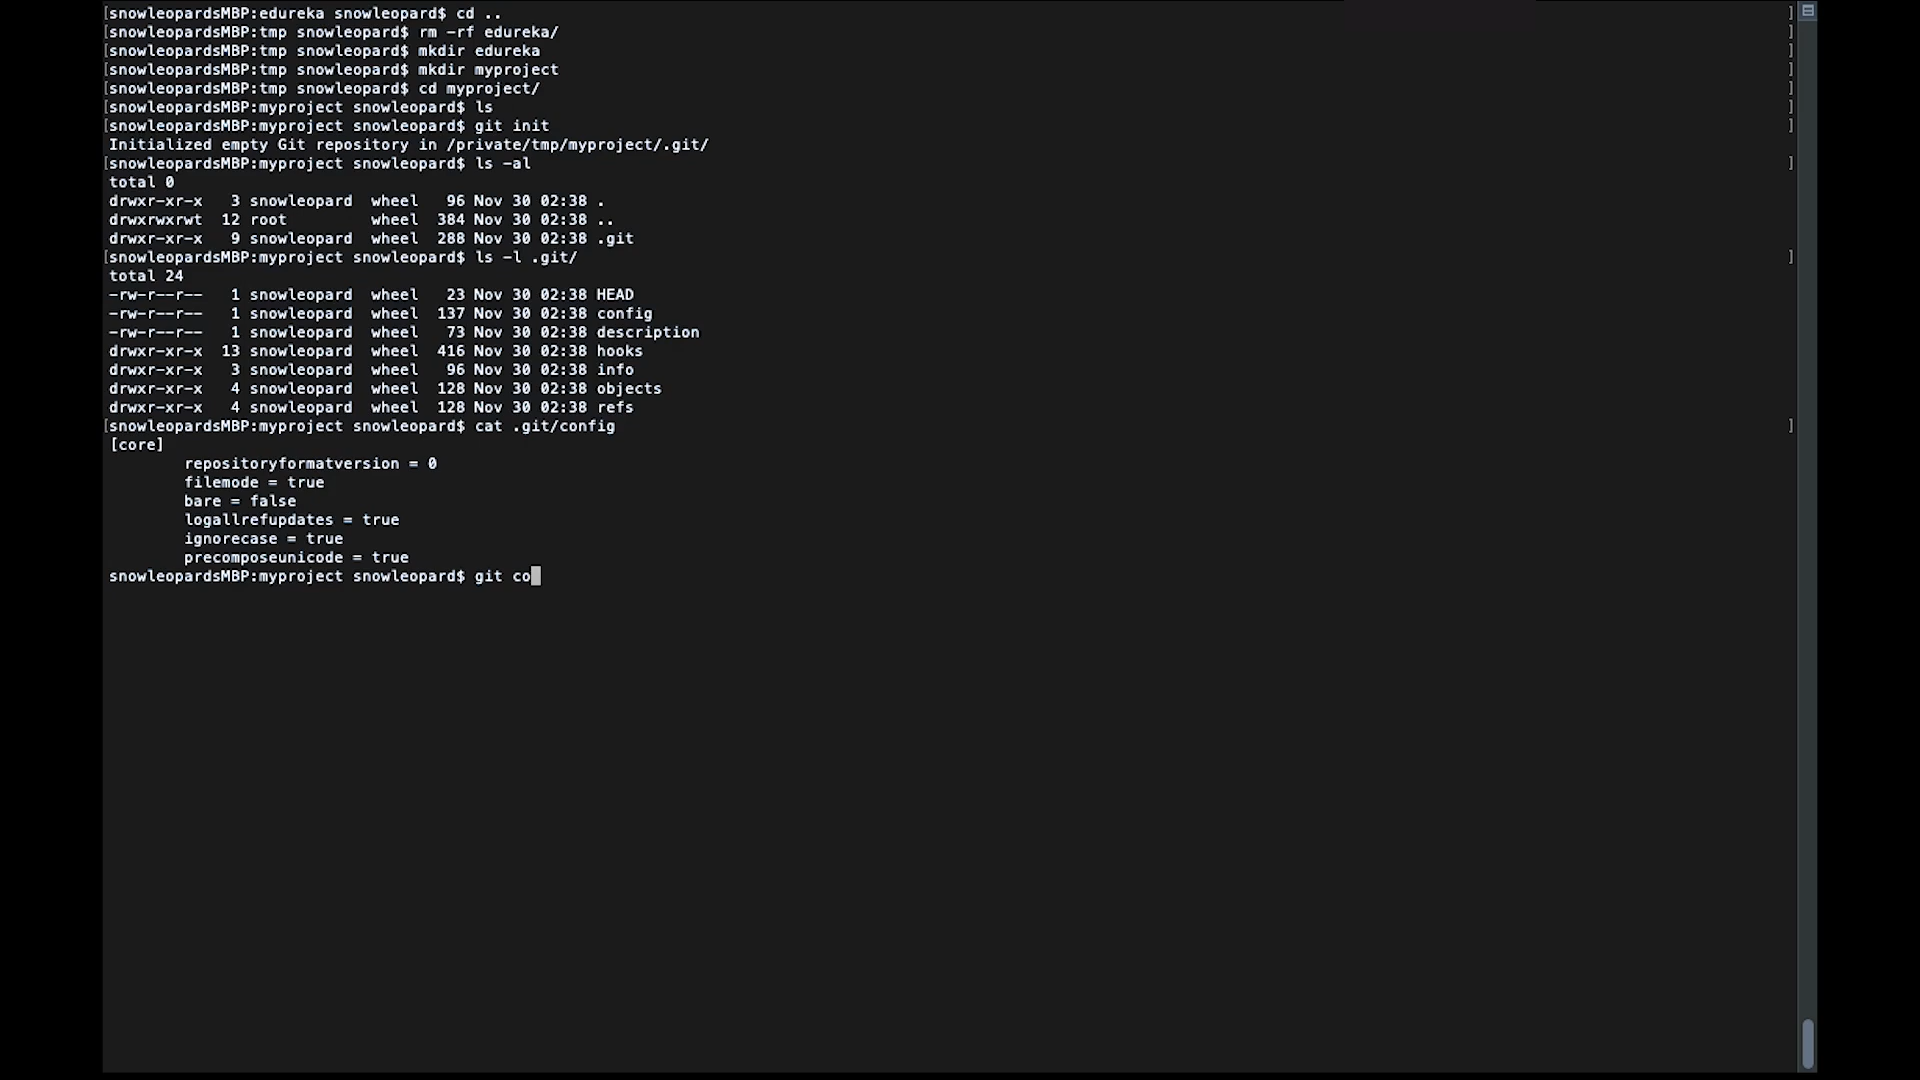 [snowleopardsMBP:edureka snowleopard$ cd .. ]
[snowleopardsMBP:tmp snowleopard$ rm -rf edureka/ ]
[snowleopardsMBP:tmp snowleopard$ mkdir edureka ]
[snowleopardsMBP:tmp snowleopard$ mkdir myproject ]
[snowleopardsMBP:tmp snowleopard$ cd myproject/ ]
[snowleopardsMBP:myproject snowleopard$ ls ]
[snowleopardsMBP:myproject snowleopard$ git init ]
Initialized empty Git repository in /private/tmp/myproject/.git/
[snowleopardsMBP:myproject snowleopard$ ls -al ]
total 0
drwxr-xr-x   3 snowleopard  wheel   96 Nov 30 02:38 .
drwxrwxrwt  12 root         wheel  384 Nov 30 02:38 ..
drwxr-xr-x   9 snowleopard  wheel  288 Nov 30 02:38 .git
[snowleopardsMBP:myproject snowleopard$ ls -l .git/ ]
total 24
-rw-r--r--   1 snowleopard  wheel   23 Nov 30 02:38 HEAD
-rw-r--r--   1 snowleopard  wheel  137 Nov 30 02:38 config
-rw-r--r--   1 snowleopard  wheel   73 Nov 30 02:38 description
drwxr-xr-x  13 snowleopard  wheel  416 Nov 30 02:38 hooks
drwxr-xr-x   3 snowleopard  wheel   96 Nov 30 02:38 info
drwxr-xr-x   4 snowleopard  wheel  128 Nov 30 02:38 objects
drwxr-xr-x   4 snowleopard  wheel  128 Nov 30 02:38 refs
[snowleopardsMBP:myproject snowleopard$ cat .git/config ]
[core]
        repositoryformatversion = 0
        filemode = true
        bare = false
        logallrefupdates = true
        ignorecase = true
        precomposeunicode = true
snowleopardsMBP:myproject snowleopard$ git co